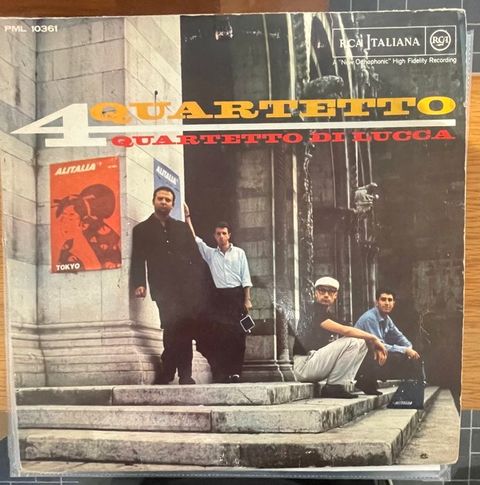 PML 10361
RCA ITALIANA RCA
A "New Orthophonic" High Fidelity Recording
4 QUARTETTO
QUARTETTO DI LUCCA
ALITALIA
ALITALIA
TOKYO